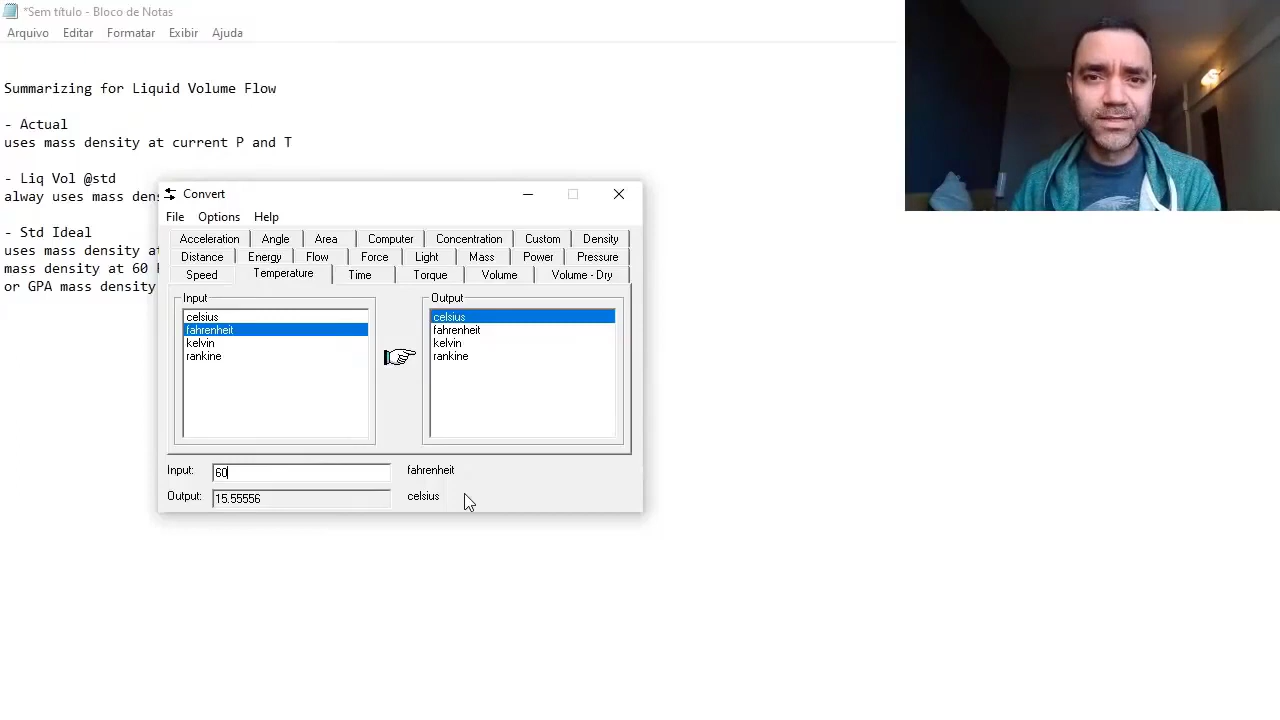 *Sem título - Bloco de Notas
Arquivo Editar Formatar Exibir Ajuda
Summarizing for Liquid Volume Flow
- Actual
uses mass density at current P and T
- Liq Vol @std
alway uses mass dens
- Std Ideal
uses mass density at
mass density at 60
or GPA mass density
Convert
File Options Help
Acceleration Angle Area Computer Concentration Custom Density
Distance Energy Flow Force Light Mass Power Pressure
Speed Temperature Time Torque Volume Volume - Dry
Input Output
celsius celsius
fahrenheit fahrenheit
kelvin kelvin
rankine rankine
Input: 60 fahrenheit
Output: 15.55556 celsius